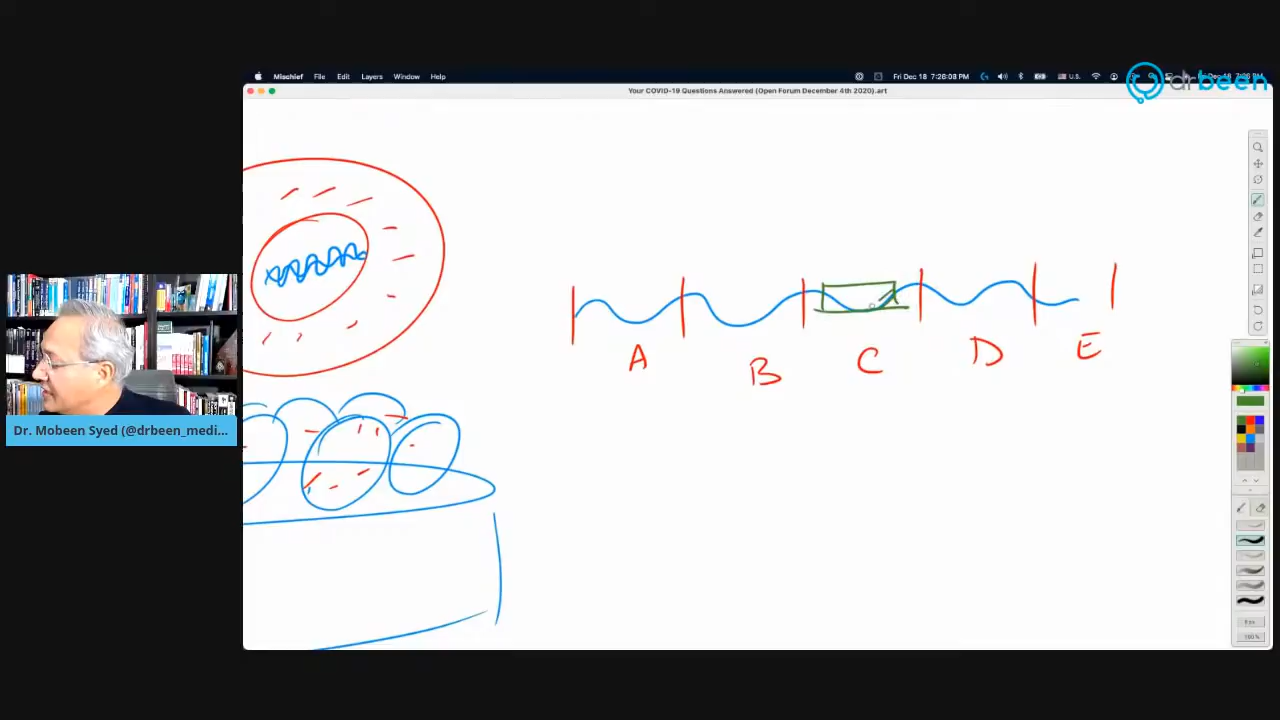 drbeen
Mischief File Edit Layers Window Help
U.S. Fri Dec 18 7:26:08 PM
Your COVID-19 Questions Answered (Open Forum December 4th 2020).art
A B C D E
Dr. Mobeen Syed (@drbeen_medi...